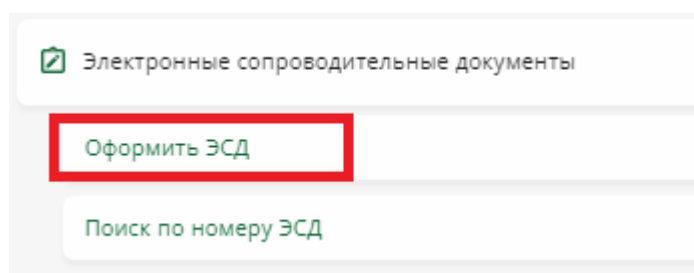 Электронные сопроводительные документы
Оформить ЭСД
Поиск по номеру ЭСД